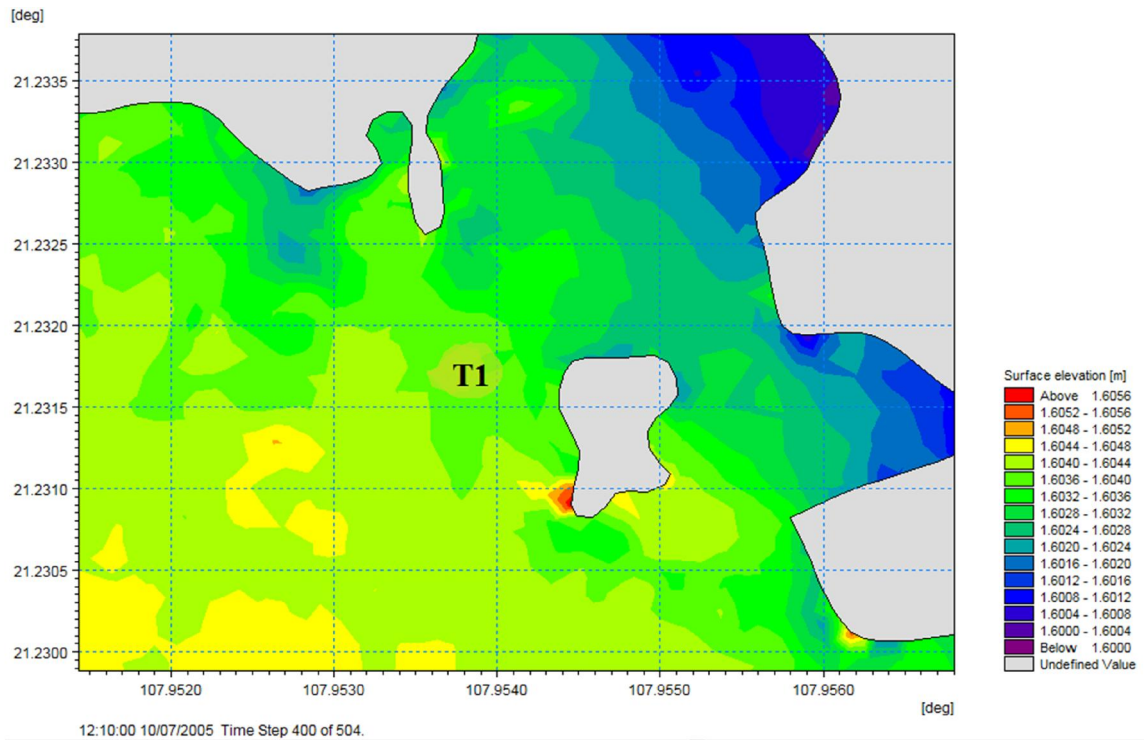 [deg]
21.2335
21.2330
21.2325
21.2320
21.2315
21.2310
21.2305
21.2300
T1
107.9520 107.9530 107.9540 107.9550 107.9560
[deg]
12:10:00 10/07/2005 Time Step 400 of 504.
Surface elevation [m]
Above 1.6056
1.6052 - 1.6056
1.6048 - 1.6052
1.6044 - 1.6048
1.6040 - 1.6044
1.6036 - 1.6040
1.6032 - 1.6036
1.6028 - 1.6032
1.6024 - 1.6028
1.6020 - 1.6024
1.6016 - 1.6020
1.6012 - 1.6016
1.6008 - 1.6012
1.6004 - 1.6008
1.6000 - 1.6004
Below 1.6000
Undefined Value